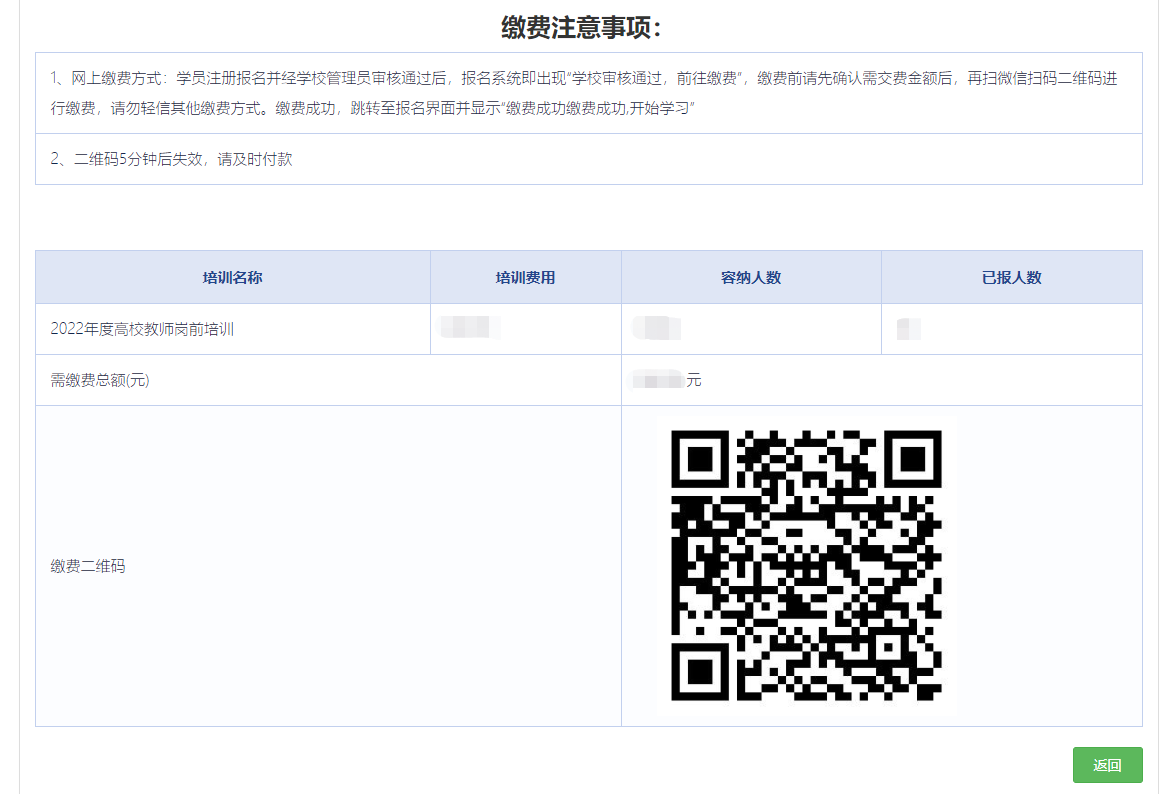 缴费注意事项：
1、网上缴费方式：学员注册报名并经学校管理员审核通过后，报名系统即出现“学校审核通过，前往缴费”，缴费前请先确认需交费金额后，再扫微信扫码二维码进
行缴费，请勿轻信其他缴费方式。缴费成功，跳转至报名界面并显示“缴费成功缴费成功,开始学习”
2、二维码5分钟后失效，请及时付款
培训名称 培训费用 容纳人数 已报人数
2022年度高校教师岗前培训
需缴费总额(元) 元
缴费二维码
返回